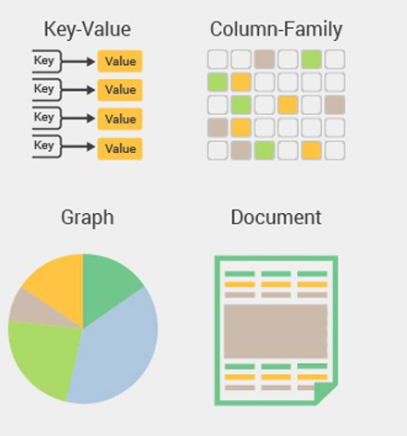 Key-Value
Column-Family
Key Value
Key Value
Key Value
Key Value
Graph
Document